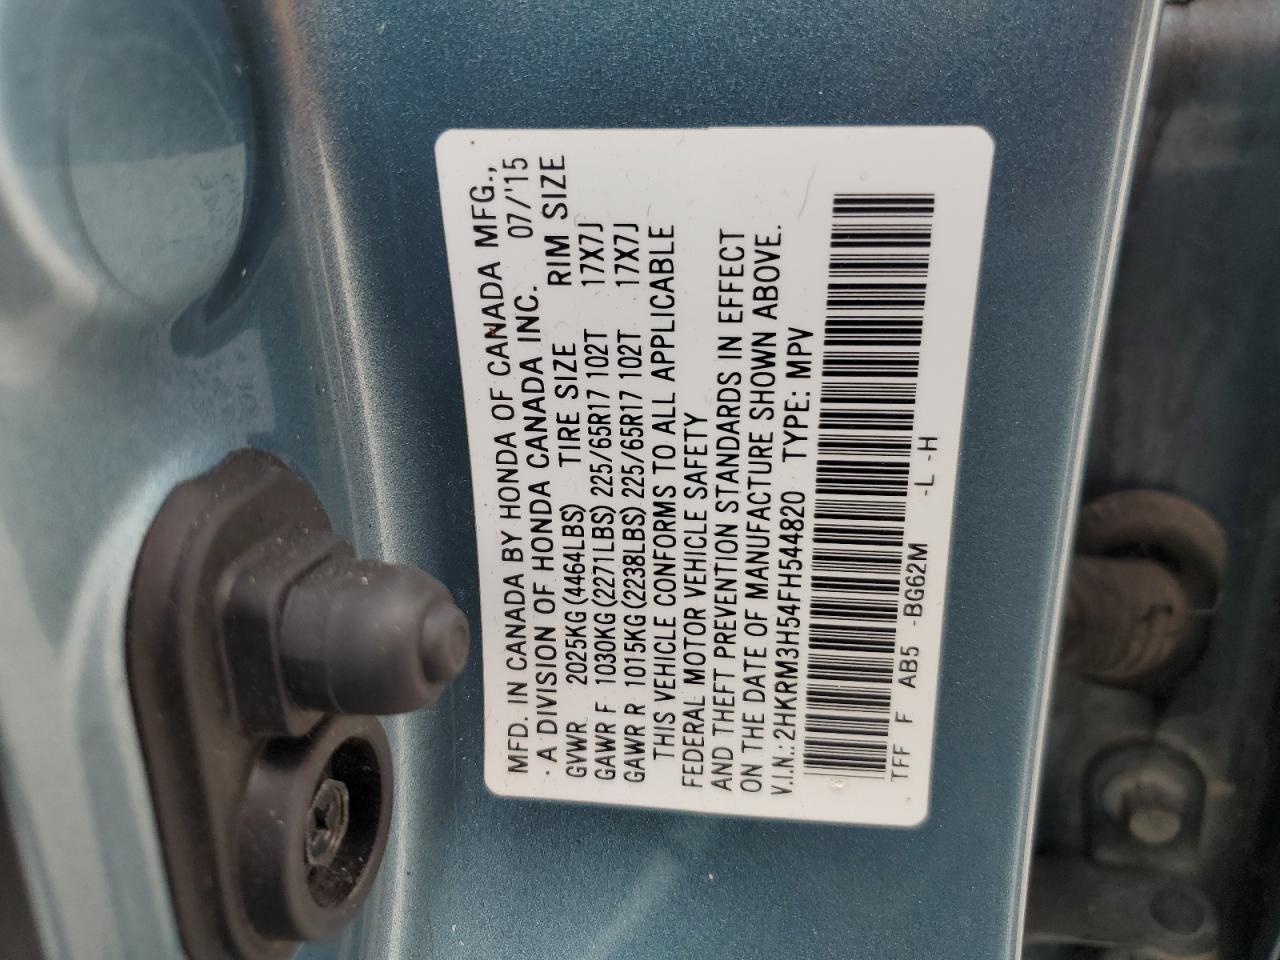 MFD. IN CANADA BY HONDA OF CANADA MFG.,
· A DIVISION OF HONDA CANADA INC. 07/'15
GVWR 2025KG (4464LBS) TIRE SIZE RIM SIZE
GAWR F 1030KG (2271LBS) 225/65R17 102T 17X7J
GAWR R 1015KG (2238LBS) 225/65R17 102T 17X7J
THIS VEHICLE CONFORMS TO ALL APPLICABLE
FEDERAL MOTOR VEHICLE SAFETY
AND THEFT PREVENTION STANDARDS IN EFFECT
ON THE DATE OF MANUFACTURE SHOWN ABOVE.
V.I.N.: 2HKRM3H54FH544820 TYPE: MPV
TFF F AB5 -BG62M -L -H